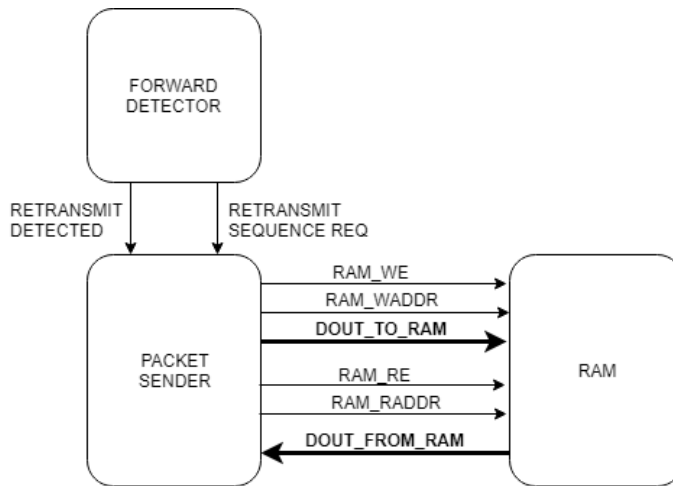 FORWARD
DETECTOR
RETRANSMIT
DETECTED
RETRANSMIT
SEQUENCE REQ
RAM_WE
RAM_WADDR
DOUT_TO_RAM
PACKET
SENDER
RAM
RAM_RE
RAM_RADDR
DOUT_FROM_RAM